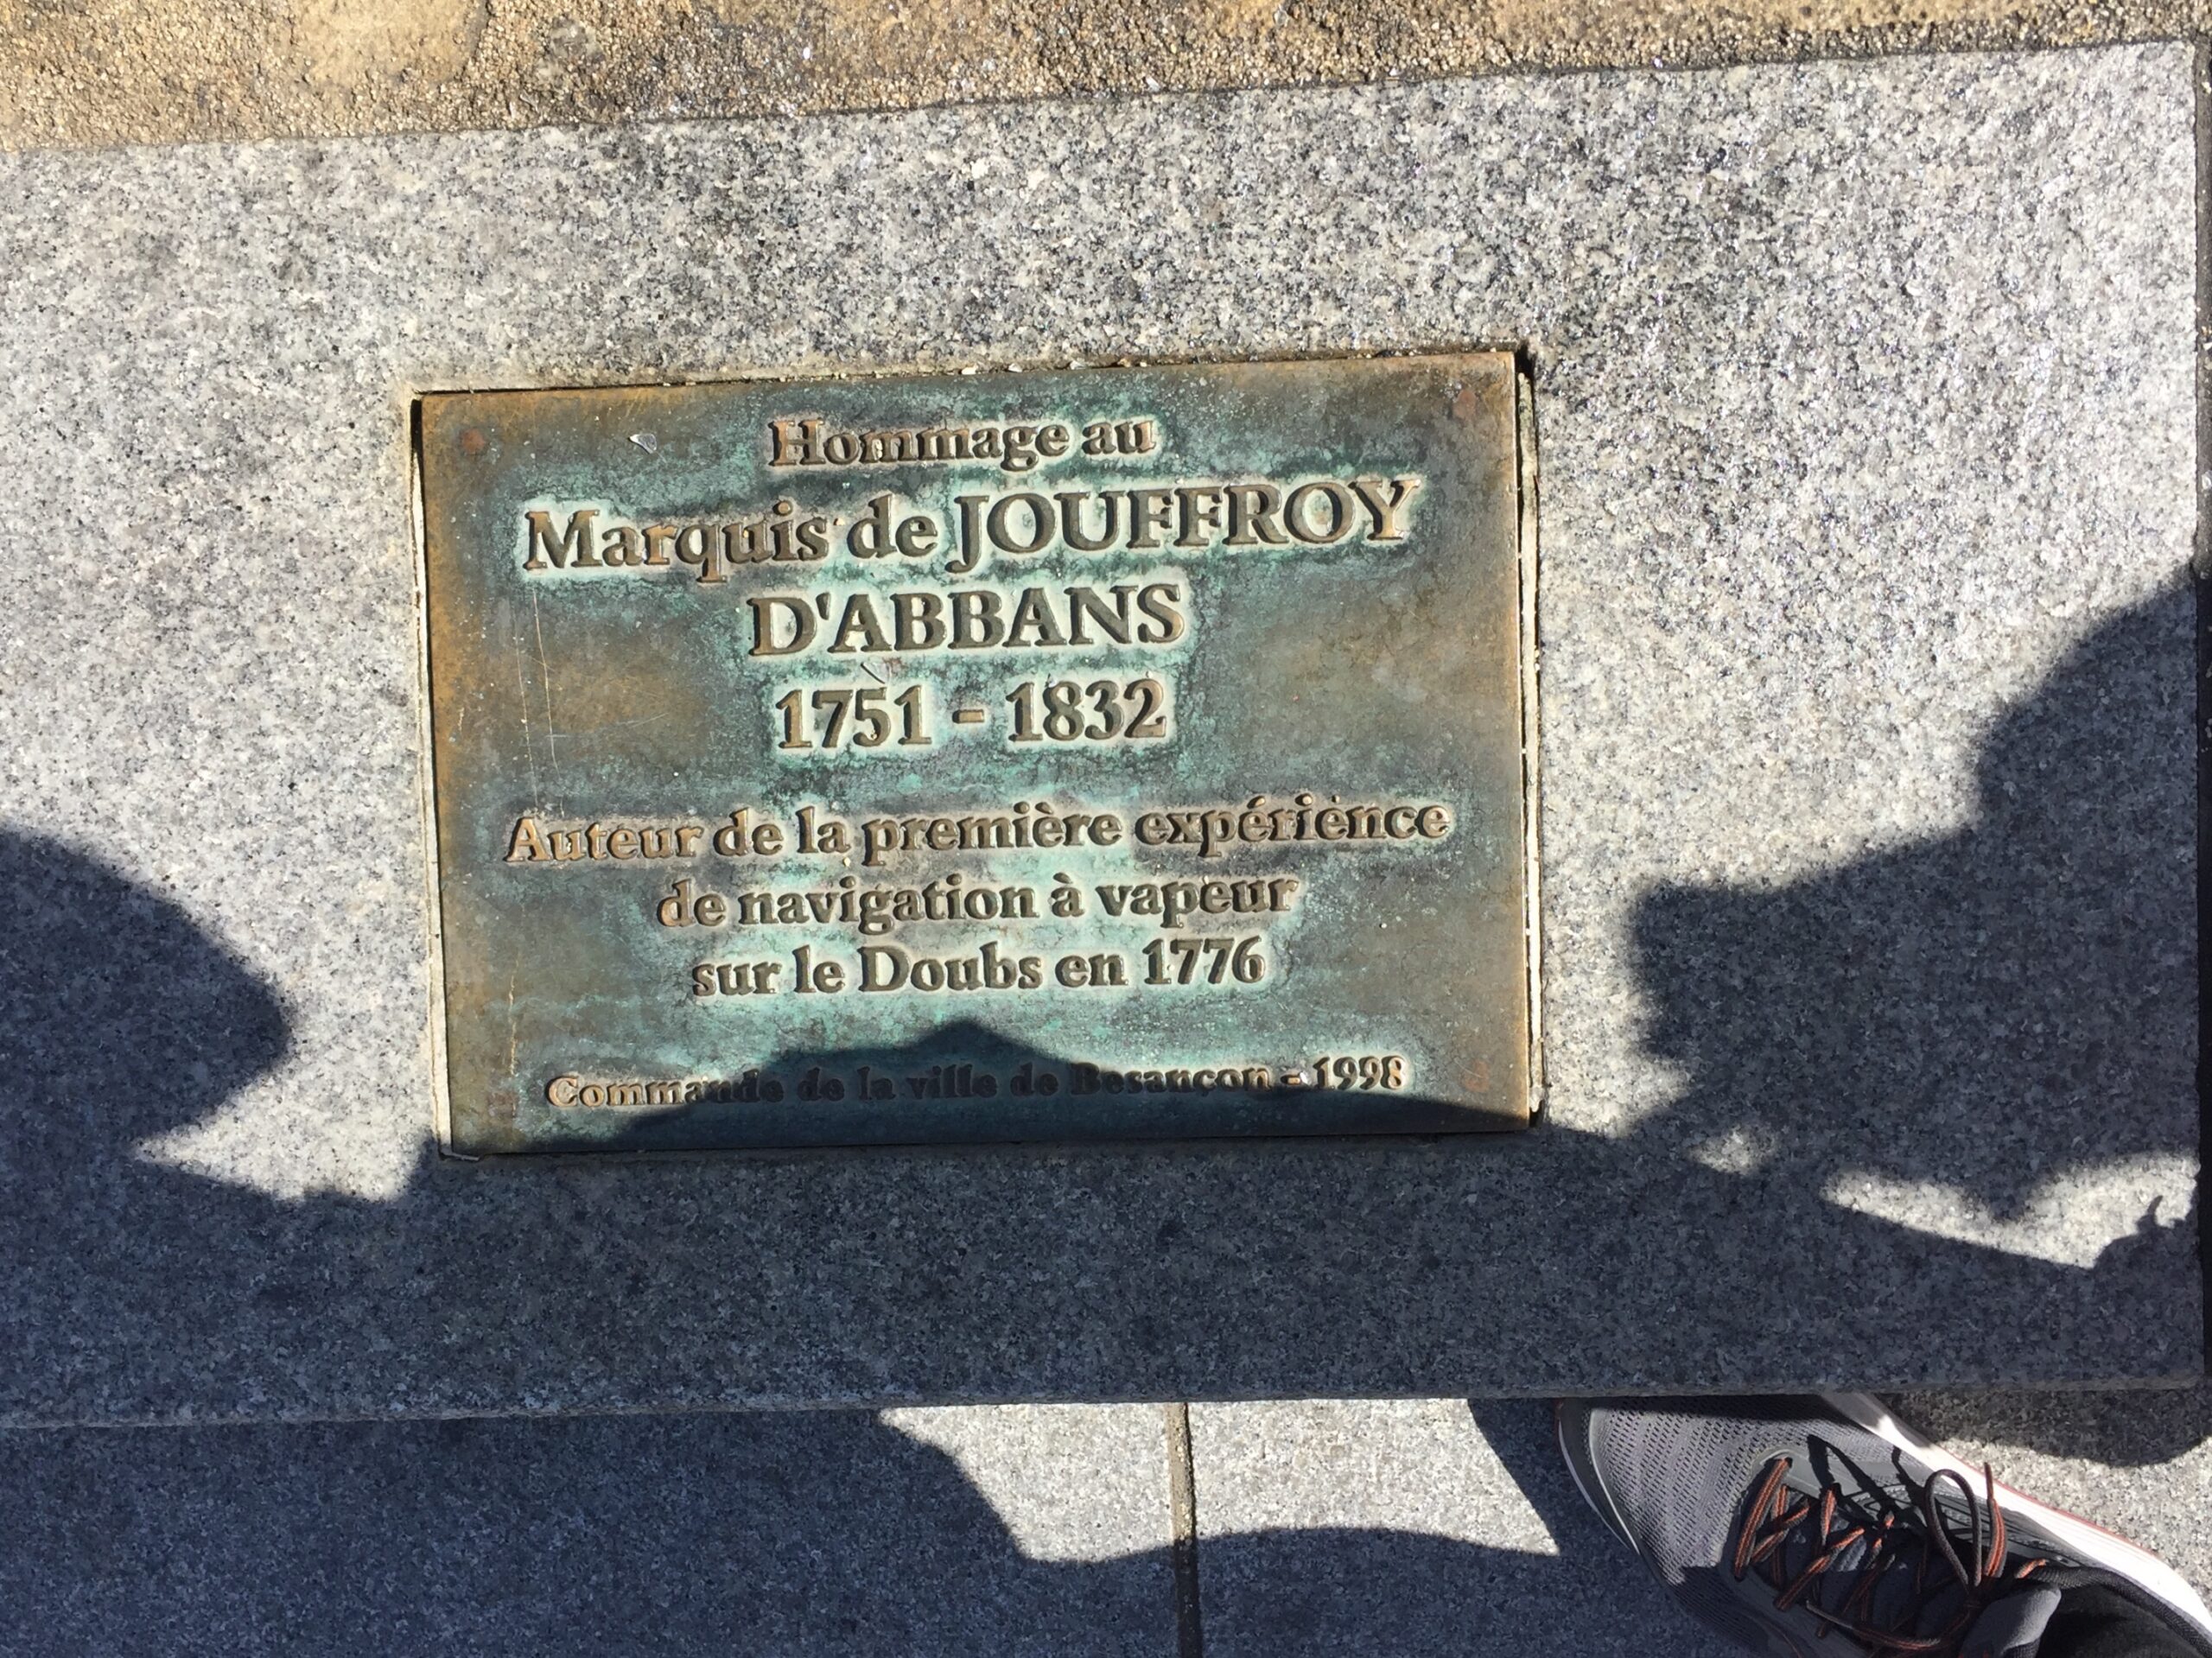 Hommage au
Marquis de JOUFFROY
D'ABBANS
1751 - 1832
Auteur de la première expérience
de navigation à vapeur
sur le Doubs en 1776
Commande de la ville de Besançon - 1998